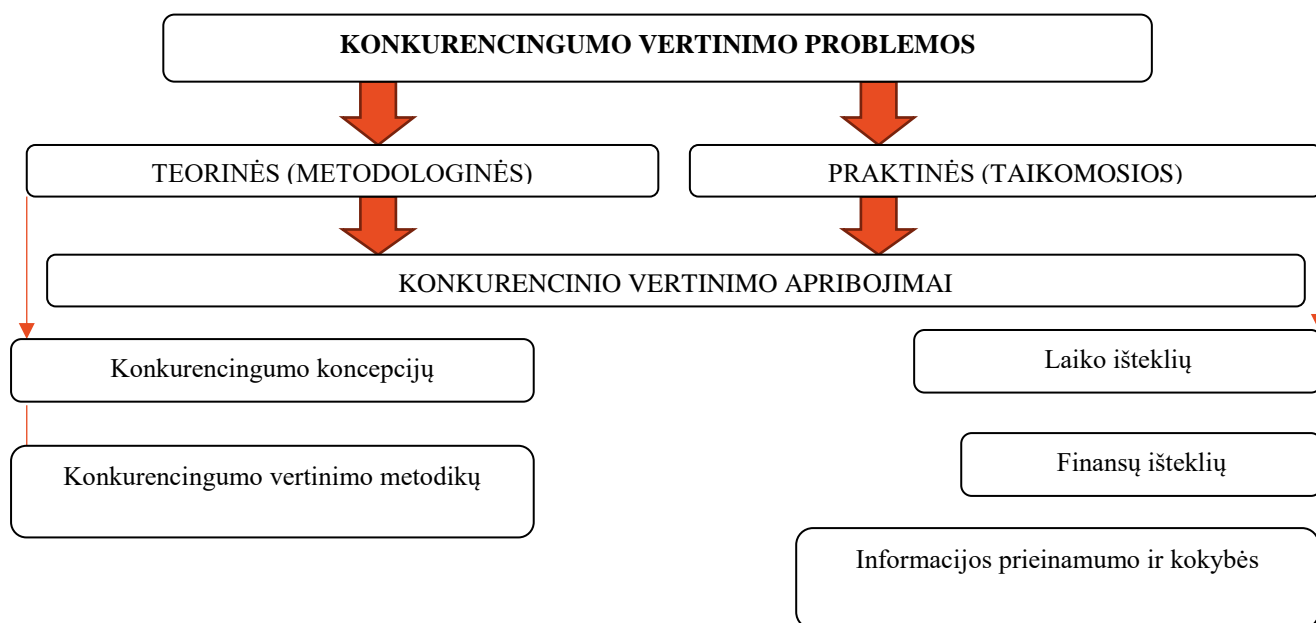 KONKURENCINGUMO VERTINIMO PROBLEMOS
TEORINĖS (METODOLOGINĖS)
PRAKTINĖS (TAIKOMOSIOS)
KONKURENCINIO VERTINIMO APRIBOJIMAI
Konkurencingumo koncepcijų
Laiko išteklių
Konkurencingumo vertinimo metodikų
Finansų išteklių
Informacijos prieinamumo ir kokybės